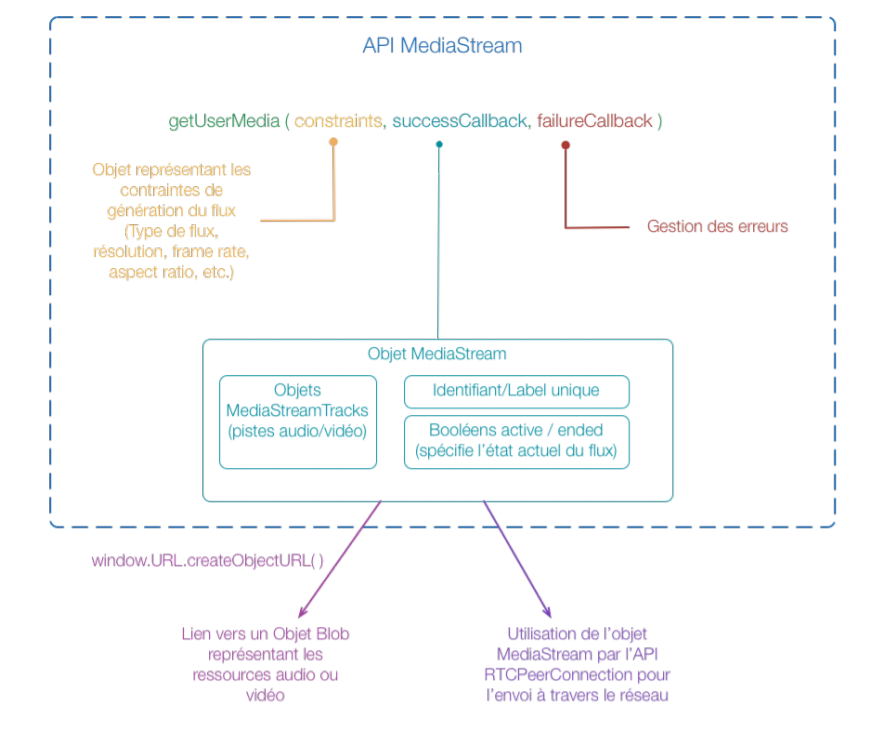 API MediaStream
getUserMedia ( constraints, successCallback, failureCallback )
Objet représentant les
contraintes de
génération du flux
(Type de flux,
résolution, frame rate,
aspect ratio, etc.)
Gestion des erreurs
Objet MediaStream
Objets
MediaStreamTracks
(pistes audio/vidéo)
Identifiant/Label unique
Booléens active / ended
(spécifie l'état actuel du flux)
window.URL.createObjectURL( )
Lien vers un Objet Blob
représentant les
ressources audio ou
vidéo
Utilisation de l'objet
MediaStream par l'API
RTCPeerConnection pour
l'envoi à travers le réseau